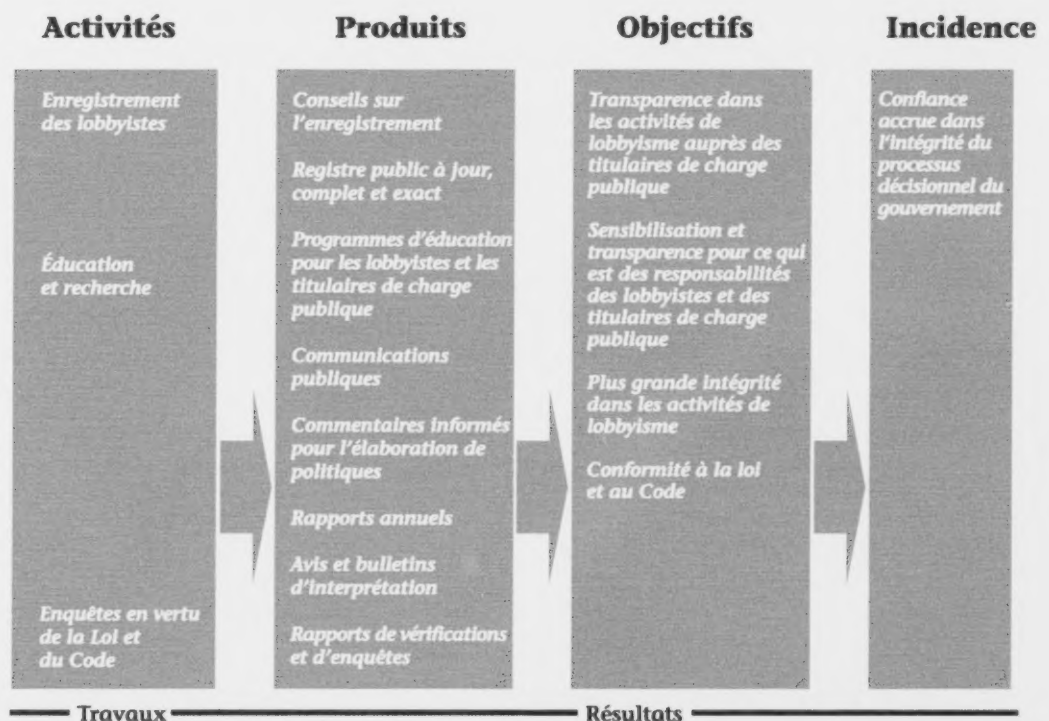 Activités
Enregistrement
des lobbyistes
Éducation
et recherche
Enquêtes en vertu
de la Loi et
du Code
Produits
Conseils sur
l'enregistrement
Registre public à jour,
complet et exact
Programmes d'éducation
pour les lobbyistes et les
titulaires de charge
publique
Communications
publiques
Commentaires informés
pour l'élaboration de
politiques
Rapports annuels
Avis et bulletins
d'interprétation
Rapports de vérifications
et d'enquêtes
Objectifs
Transparence dans
les activités de
lobbyisme auprès des
titulaires de charge
publique
Sensibilisation et
transparence pour ce qui
est des responsabilités
des lobbyistes et des
titulaires de charge
publique
Plus grande intégrité
dans les activités de
lobbyisme
Conformité à la loi
et au Code
Incidence
Confiance
accrue dans
l'intégrité du
processus
décisionnel du
gouvernement
Travaux
Résultats